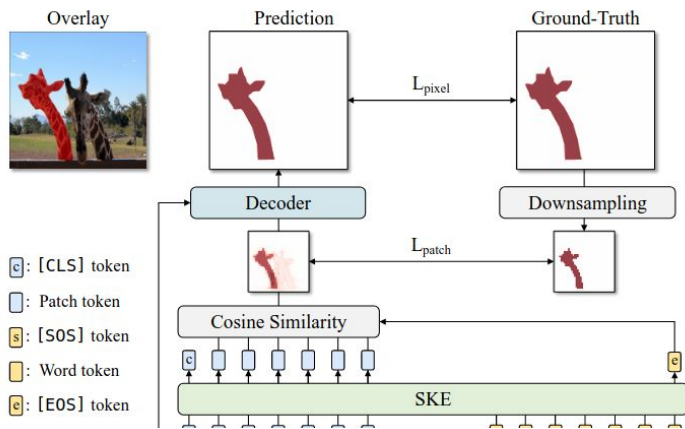 Overlay
Prediction
Ground-Truth
L_pixel
Decoder
Downsampling
L_patch
c : [CLS] token
: Patch token
s : [SOS] token
: Word token
e : [EOS] token
Cosine Similarity
c
e
SKE